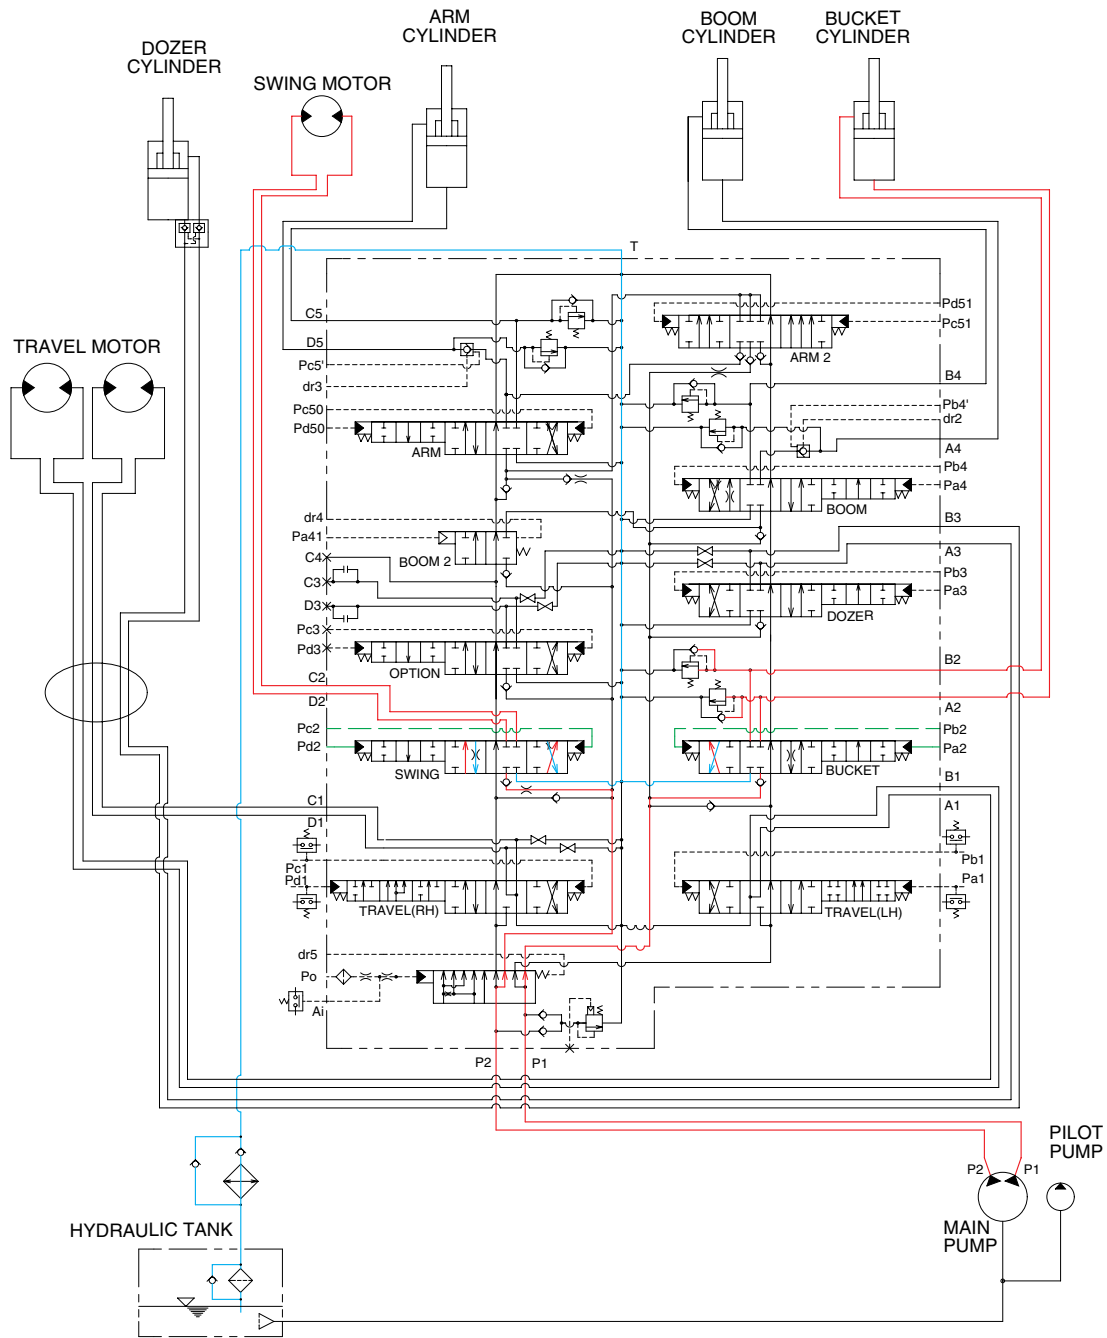 ARM
CYLINDER
BOOM
CYLINDER
BUCKET
CYLINDER
DOZER
CYLINDER
SWING MOTOR
T
Pd51
C5
Pc51
D5
TRAVEL MOTOR
ARM 2
Pc5'
B4
dr3
Pb4'
Pc50
dr2
Pd50
ARM
A4
Pb4
Pa4
BOOM
dr4
B3
Pa41
C4
BOOM 2
A3
Pb3
C3
Pa3
D3
DOZER
Pc3
Pd3
B2
OPTION
C2
D2
A2
Pc2
Pb2
Pd2
Pa2
SWING
BUCKET
B1
C1
A1
D1
Pc1
Pb1
Pd1
Pa1
TRAVEL(RH)
TRAVEL(LH)
dr5
Po
Ai
P2
P1
PILOT
PUMP
P2
P1
MAIN
PUMP
HYDRAULIC TANK